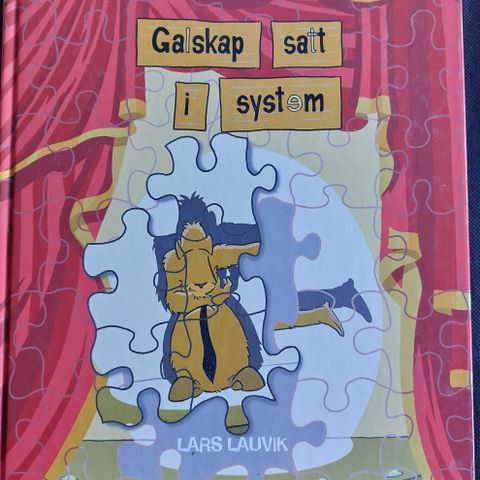 Galskap satt
i system
LARS LAUVIK